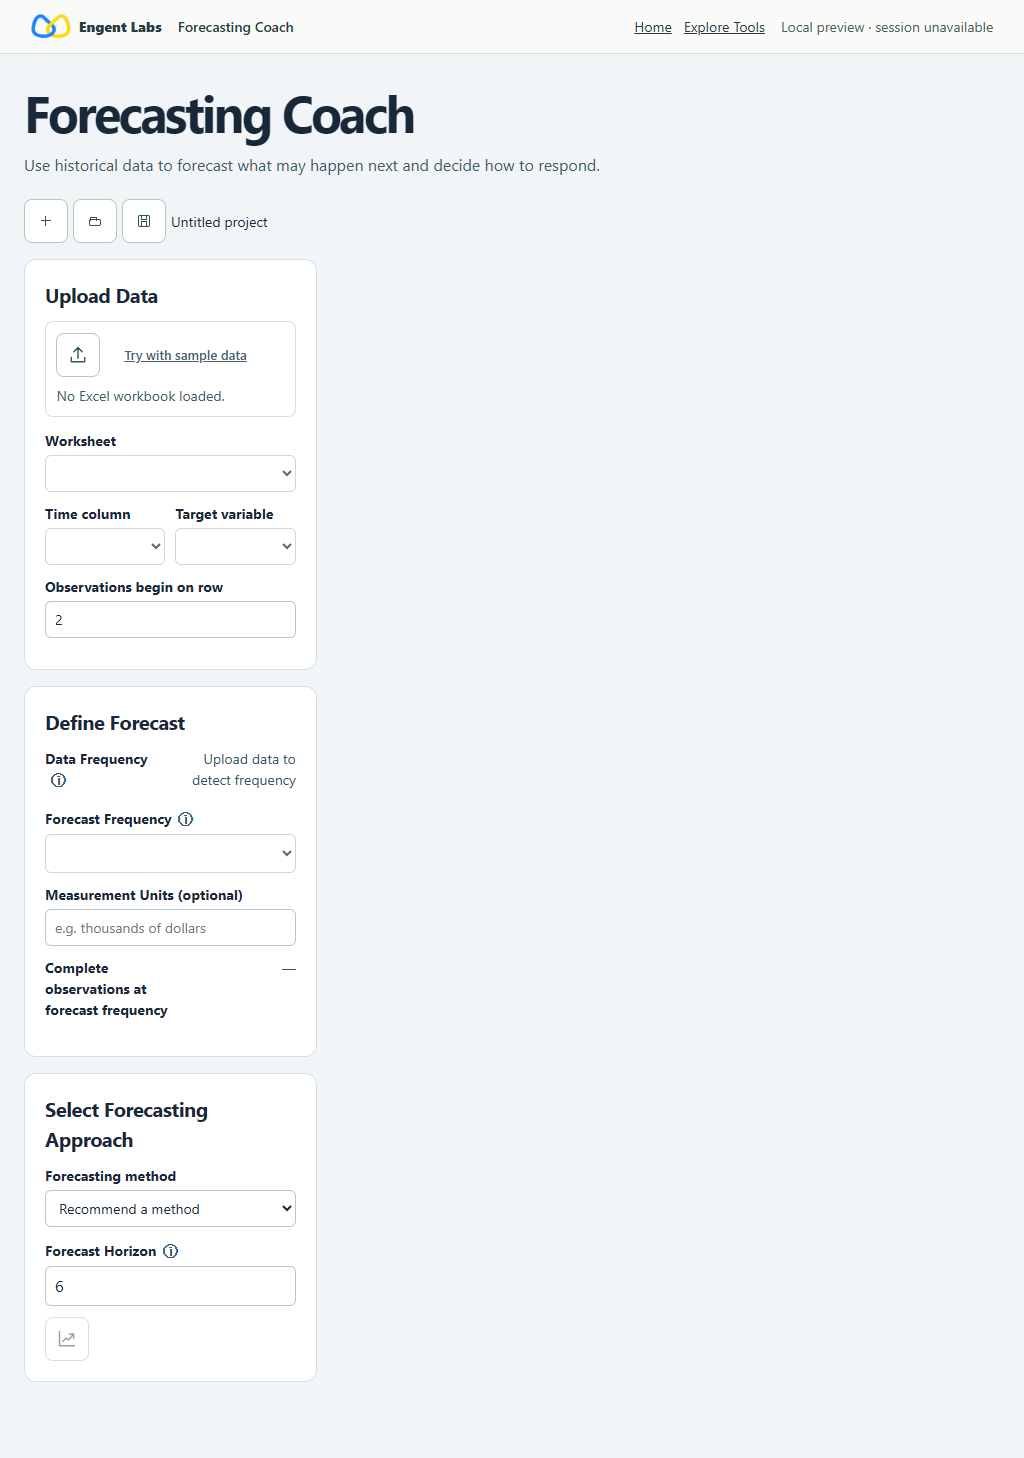 Engent Labs Forecasting Coach Home Explore Tools Local preview · session unavailable
Forecasting Coach
Use historical data to forecast what may happen next and decide how to respond.
Untitled project
Upload Data
Try with sample data
No Excel workbook loaded.
Worksheet
Time column Target variable
Observations begin on row
2
Define Forecast
Data Frequency Upload data to
detect frequency
Forecast Frequency
Measurement Units (optional)
e.g. thousands of dollars
Complete —
observations at
forecast frequency
Select Forecasting
Approach
Forecasting method
Recommend a method
Forecast Horizon
6